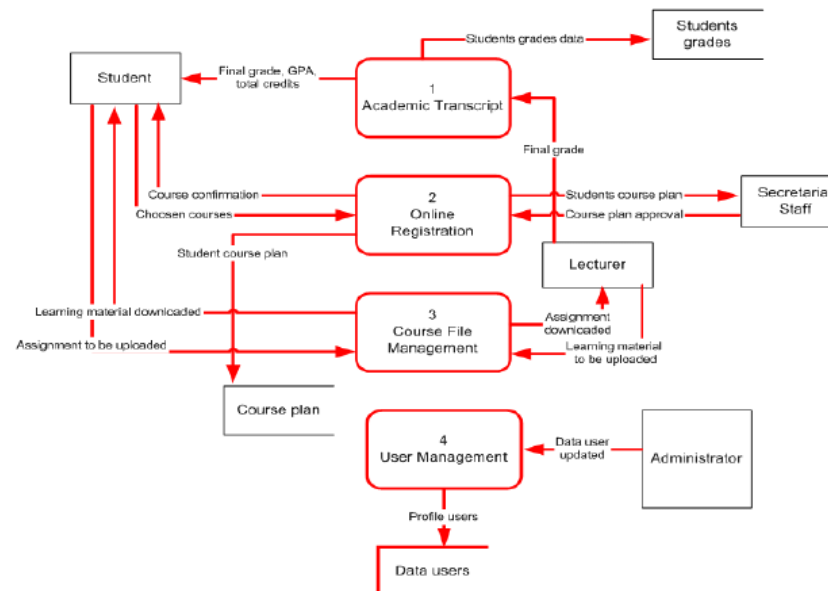 Students
grades
Students grades data
Student
Final grade, GPA,
total credits
1
Academic Transcript
Final grade
Course confirmation
Choosen courses
2
Online
Registration
Students course plan
Course plan approval
Secretaria
Staff
Student course plan
Lecturer
Learning material downloaded
Assignment to be uploaded
3
Course File
Management
Assignment
downloaded
Learning material
to be uploaded
Course plan
4
User Management
Data user
updated
Administrator
Profile users
Data users